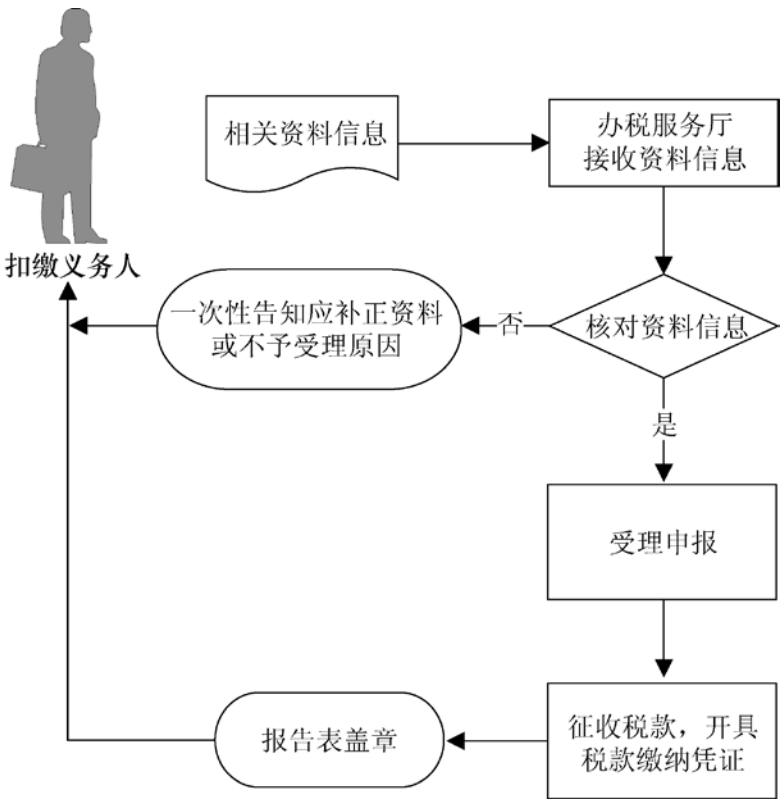 相关资料信息
办税服务厅
接收资料信息
扣缴义务人
一次性告知应补正资料
或不予受理原因
否
核对资料信息
是
受理申报
征收税款，开具
税款缴纳凭证
报告表盖章